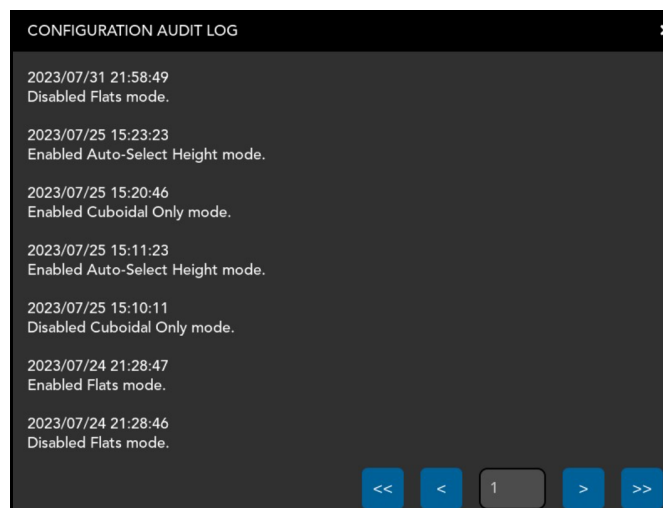 CONFIGURATION AUDIT LOG
2023/07/31 21:58:49
Disabled Flats mode.
2023/07/25 15:23:23
Enabled Auto-Select Height mode.
2023/07/25 15:20:46
Enabled Cuboidal Only mode.
2023/07/25 15:11:23
Enabled Auto-Select Height mode.
2023/07/25 15:10:11
Disabled Cuboidal Only mode.
2023/07/24 21:28:47
Enabled Flats mode.
2023/07/24 21:28:46
Disabled Flats mode.
<< < 1 > >>